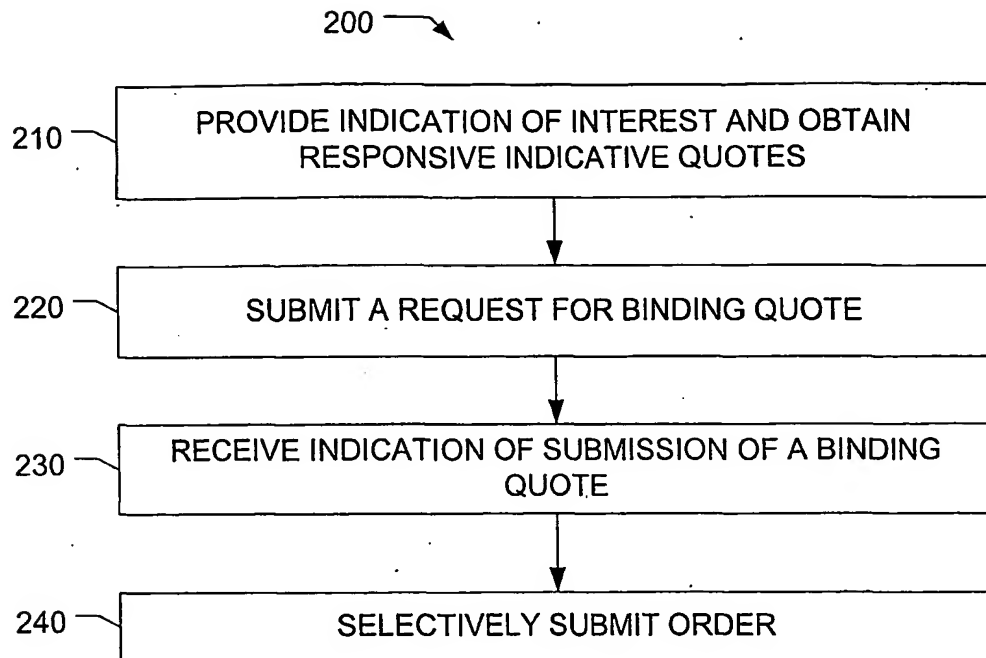 200
210
PROVIDE INDICATION OF INTEREST AND OBTAIN
RESPONSIVE INDICATIVE QUOTES
220
SUBMIT A REQUEST FOR BINDING QUOTE
230
RECEIVE INDICATION OF SUBMISSION OF A BINDING
QUOTE
240
SELECTIVELY SUBMIT ORDER